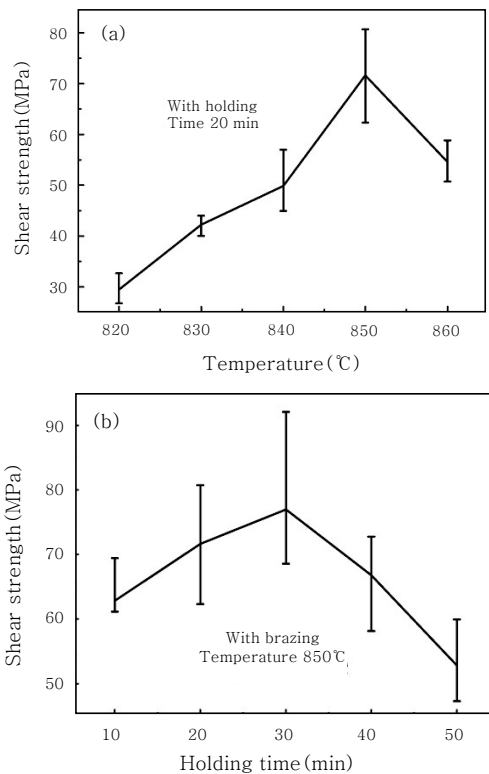 (a)
80
70
60
50
40
30
Shear strength(MPa)
With holding
Time 20 min
820 830 840 850 860
Temperature(℃)
(b)
90
80
70
60
50
Shear strength(MPa)
With brazing
Temperature 850℃
10 20 30 40 50
Holding time(min)